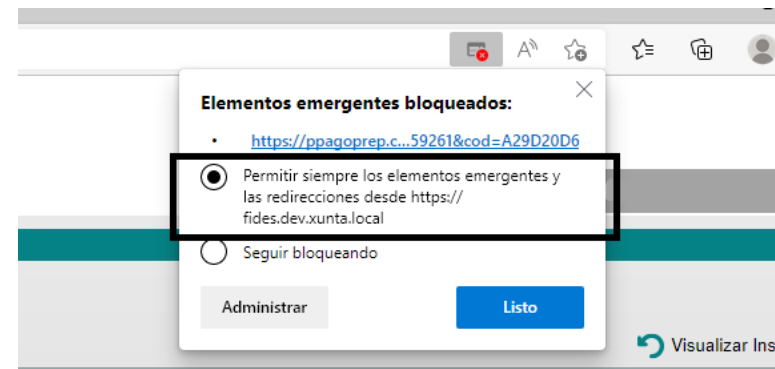 Elementos emergentes bloqueados:
https://ppagoprep.c...59261&cod=A29D20D6
Permitir siempre los elementos emergentes y
las redirecciones desde https://
fides.dev.xunta.local
Seguir bloqueando
Administrar
Listo
Visualizar Ins